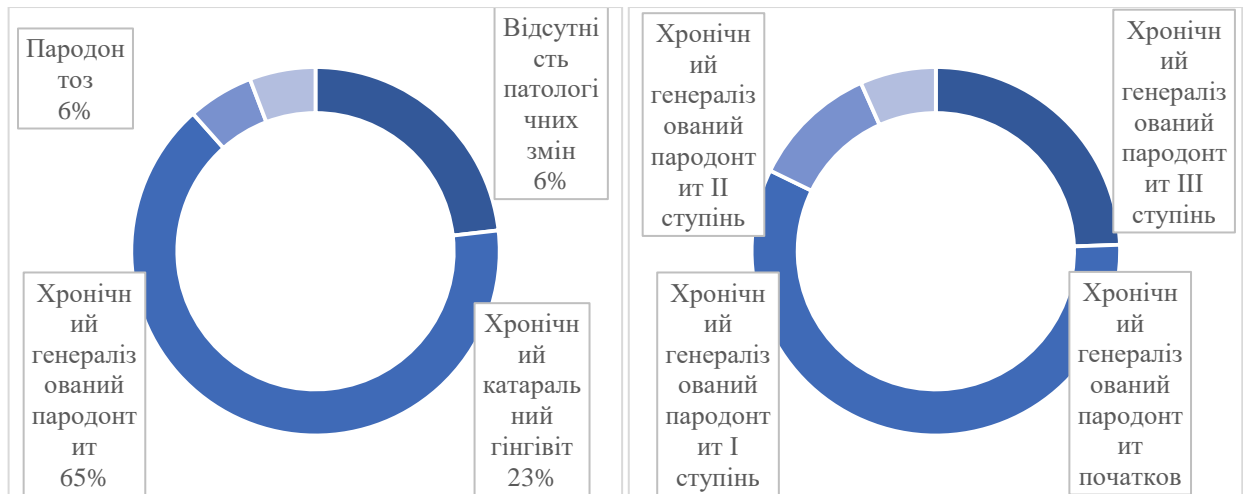 Пародон
тоз
6%
Відсутні
сть
патологі
чних
змін
6%
Хронічн
ий
генераліз
ований
пародонт
ит
65%
Хронічн
ий
катараль
ний
гінгівіт
23%
Хронічн
ий
генераліз
ований
пародонт
ит II
ступінь
Хронічн
ий
генераліз
ований
пародонт
ит III
ступінь
Хронічн
ий
генераліз
ований
пародонт
ит I
ступінь
Хронічн
ий
генераліз
ований
пародонт
ит
початков